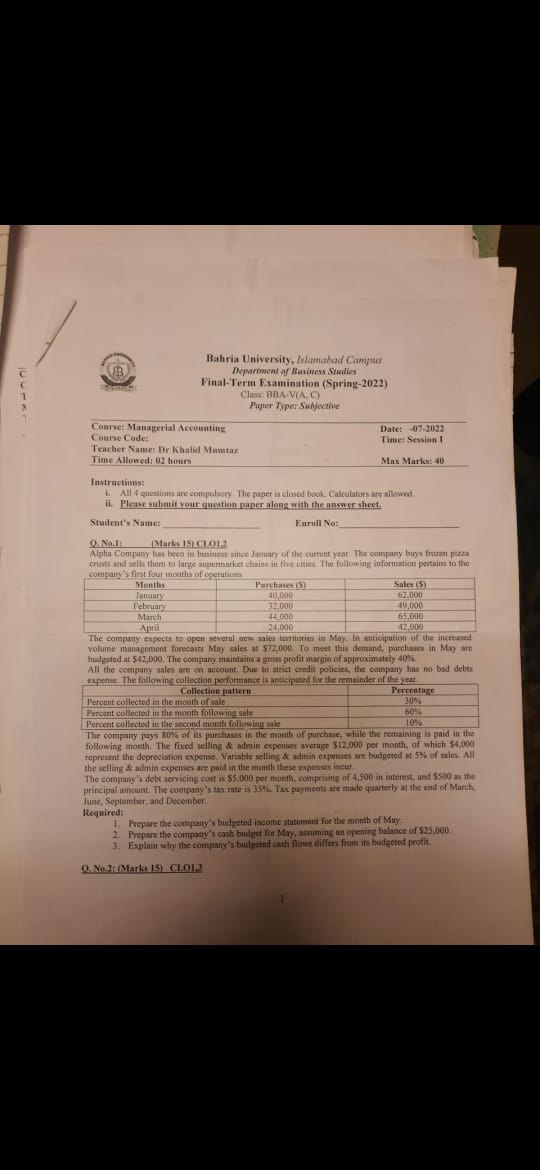 Bahria University, Islamabad Campus
Department of Business Studies
Final-Term Examination (Spring-2022)
Class: BBA-V(A, C)
Paper Type: Subjective
Course: Managerial Accounting Date: -07-2022
Course Code: Time: Session I
Teacher Name: Dr Khalid Mumtaz
Time Allowed: 02 hours Max Marks: 40
Instructions:
i. All 4 questions are compulsory. The paper is closed book. Calculators are allowed.
ii. Please submit your question paper along with the answer sheet.
Student's Name: Enroll No:
Q. No.1: (Marks 15) CLO1,2
Alpha Company has been in business since January of the current year. The company buys frozen pizza
crusts and sells them to large supermarket chains in five cities. The following information pertains to the
company's first four months of operations
Months Purchases ($) Sales ($)
January 40,000 62,000
February 32,000 49,000
March 44,000 65,000
April 24,000 42,000
The company expects to open several new sales territories in May. In anticipation of the increased
volume management forecasts May sales at $72,000. To meet this demand, purchases in May are
budgeted at $42,000. The company maintains a gross profit margin of approximately 40%.
All the company sales are on account. Due to strict credit policies, the company has no bad debts
expense. The following collection performance is anticipated for the remainder of the year.
Collection pattern Percentage
Percent collected in the month of sale 30%
Percent collected in the month following sale 60%
Percent collected in the second month following sale 10%
The company pays 80% of its purchases in the month of purchase, while the remaining is paid in the
following month. The fixed selling & admin expenses average $12,000 per month, of which $4,000
represent the depreciation expense. Variable selling & admin expenses are budgeted at 5% of sales. All
the selling & admin expenses are paid in the month these expenses incur.
The company's debt servicing cost is $5,000 per month, comprising of 4,500 in interest, and $500 as the
principal amount. The company's tax rate is 35%. Tax payments are made quarterly at the end of March,
June, September, and December.
Required:
1. Prepare the company's budgeted income statement for the month of May.
2. Prepare the company's cash budget for May, assuming an opening balance of $25,000.
3. Explain why the company's budgeted cash flows differs from its budgeted profit.
Q. No.2: (Marks 15) CLO1,3
1